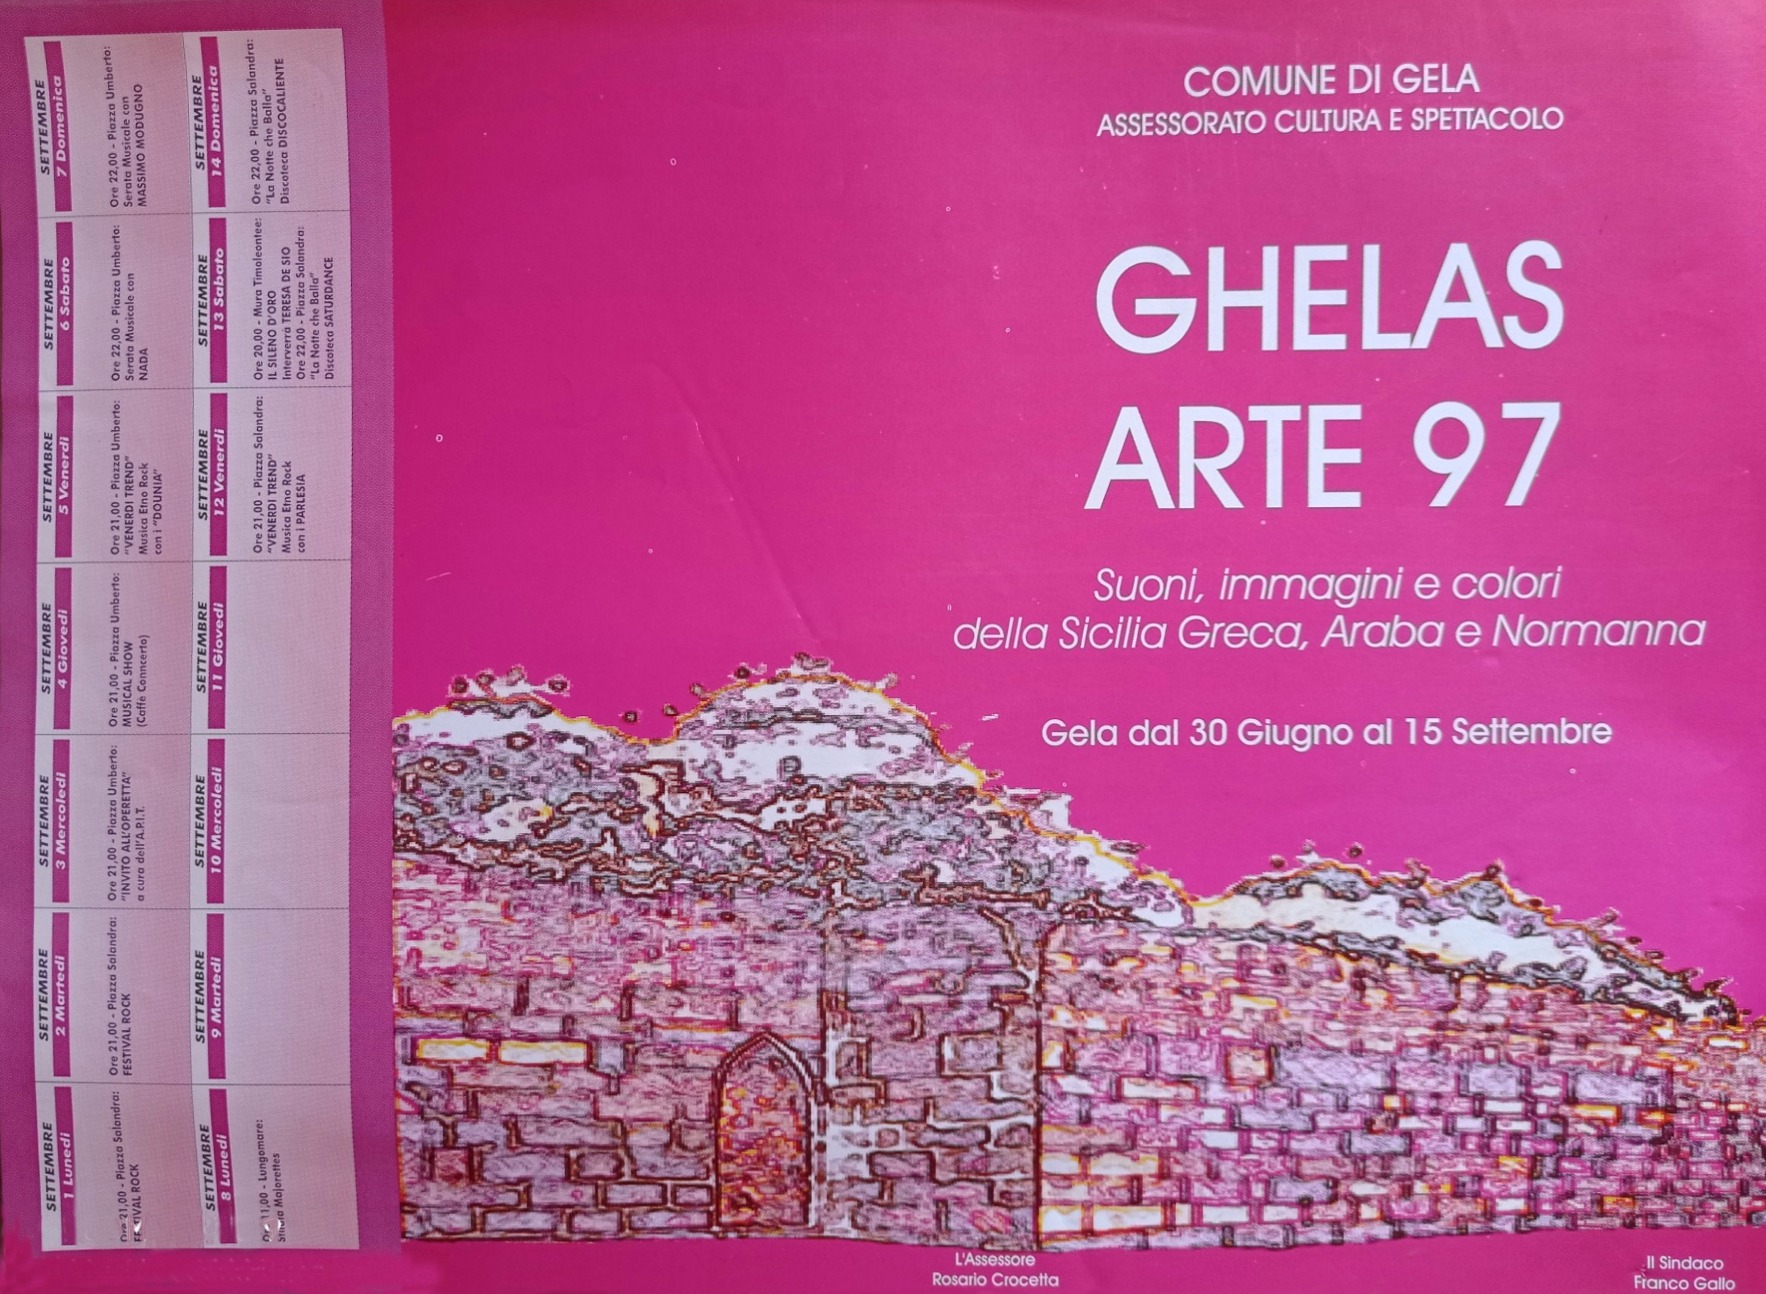 COMUNE DI GELA
ASSESSORATO CULTURA E SPETTACOLO
GHELAS
ARTE 97
Suoni, immagini e colori
della Sicilia Greca, Araba e Normanna
Gela dal 30 Giugno al 15 Settembre
L'Assessore
Rosario Crocetta
Il Sindaco
Franco Gallo
SETTEMBRE
1 Lunedì
21,00 - Piazza Salandra:
ROCK
SETTEMBRE
2 Martedì
Ore 21,00 - Piazza Salandra:
FESTIVAL ROCK
SETTEMBRE
3 Mercoledì
Ore 21,00 - Piazza Umberto:
"INVITO ALL'OPERETTA"
a cura dell'A.P.I.T.
SETTEMBRE
4 Giovedì
Ore 21,00 - Piazza Umberto:
MUSICAL SHOW
(Caffè Conncerto)
SETTEMBRE
5 Venerdì
Ore 21,00 - Piazza Umberto:
"VENERDI TREND"
Musica Etno Rock
con i "DOUNIA"
SETTEMBRE
6 Sabato
Ore 22,00 - Piazza Umberto:
Serata Musicale con
NADA
SETTEMBRE
7 Domenica
Ore 22,00 - Piazza Umberto:
Serata Musicale con
MASSIMO MODUGNO
SETTEMBRE
8 Lunedì
11,00 - Lungomare:
Majorettes
SETTEMBRE
9 Martedì
SETTEMBRE
10 Mercoledì
SETTEMBRE
11 Giovedì
SETTEMBRE
12 Venerdì
Ore 21,00 - Piazza Salandra:
"VENERDI TREND"
Musica Etno Rock
con i PARLESIA
SETTEMBRE
13 Sabato
Ore 20,00 - Mura Timoleontee:
IL SILENO D'ORO
Interverrà TERESA DE SIO
Ore 22,00 - Piazza Salandra:
"La Notte che Balla"
Discoteca SATURDANCE
SETTEMBRE
14 Domenica
Ore 22,00 - Piazza Salandra:
"La Notte che Balla"
Discoteca DISCOCALIENTE